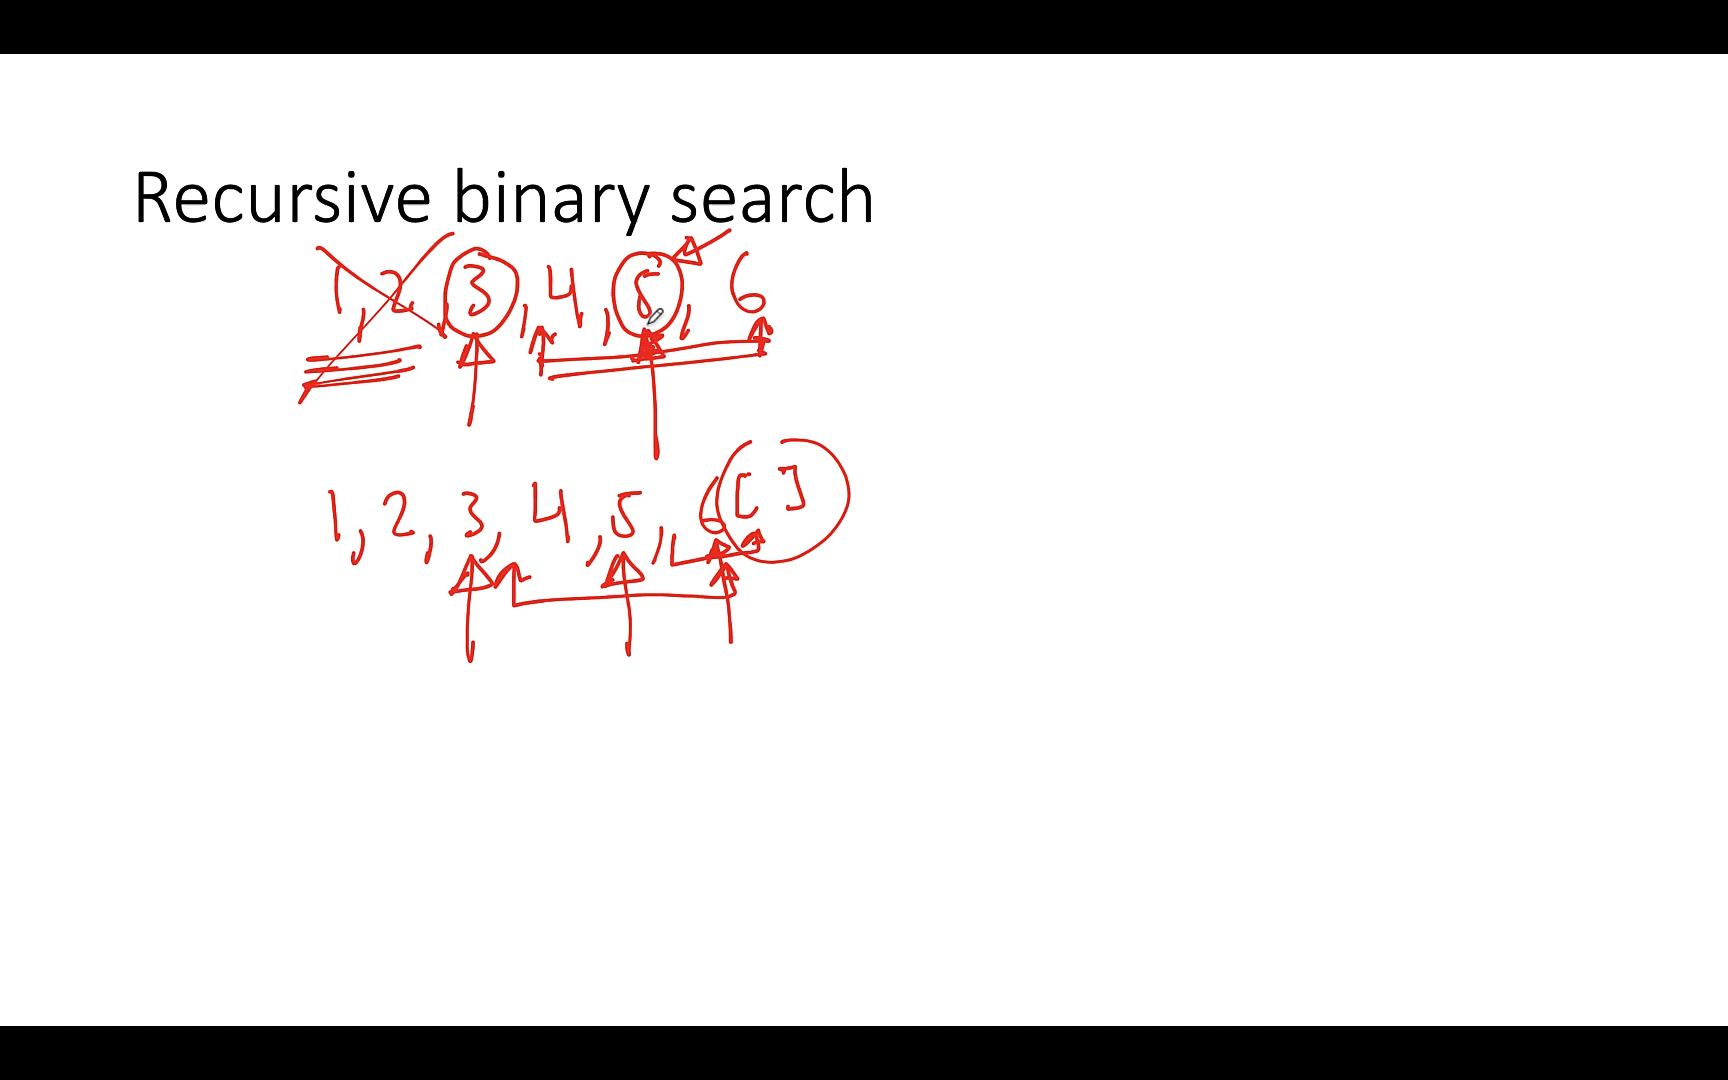 Recursive binary search
1, 2, 3, 4, 5, 6
1, 2, 3, 4, 5, 6 [ ]